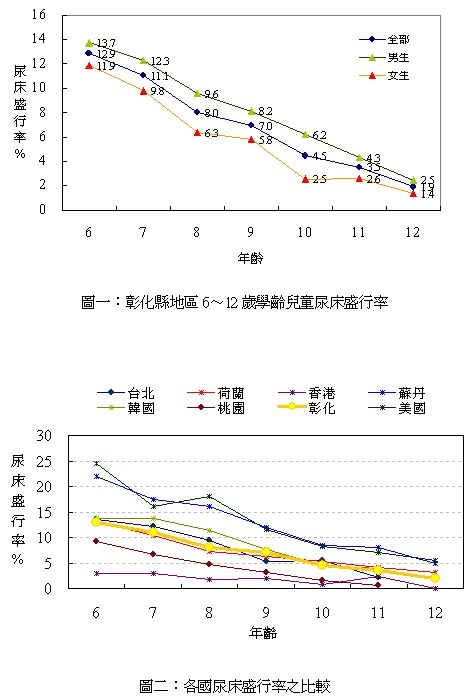 16
14
12
10
8
6
4
2
0
尿床盛行率%
全部
男生
女生
13.7
12.9
11.9
12.3
11.1
9.8
9.6
8.0
6.3
8.2
7.0
5.8
6.2
4.5
2.5
4.3
3.5
2.6
2.5
1.9
1.4
6 7 8 9 10 11 12
年齡
圖一：彰化縣地區6～12歲學齡兒童尿床盛行率
台北 荷蘭 香港 蘇丹
韓國 桃園 彰化 美國
30
25
20
15
10
5
0
尿床盛行率%
6 7 8 9 10 11 12
年齡
圖二：各國尿床盛行率之比較